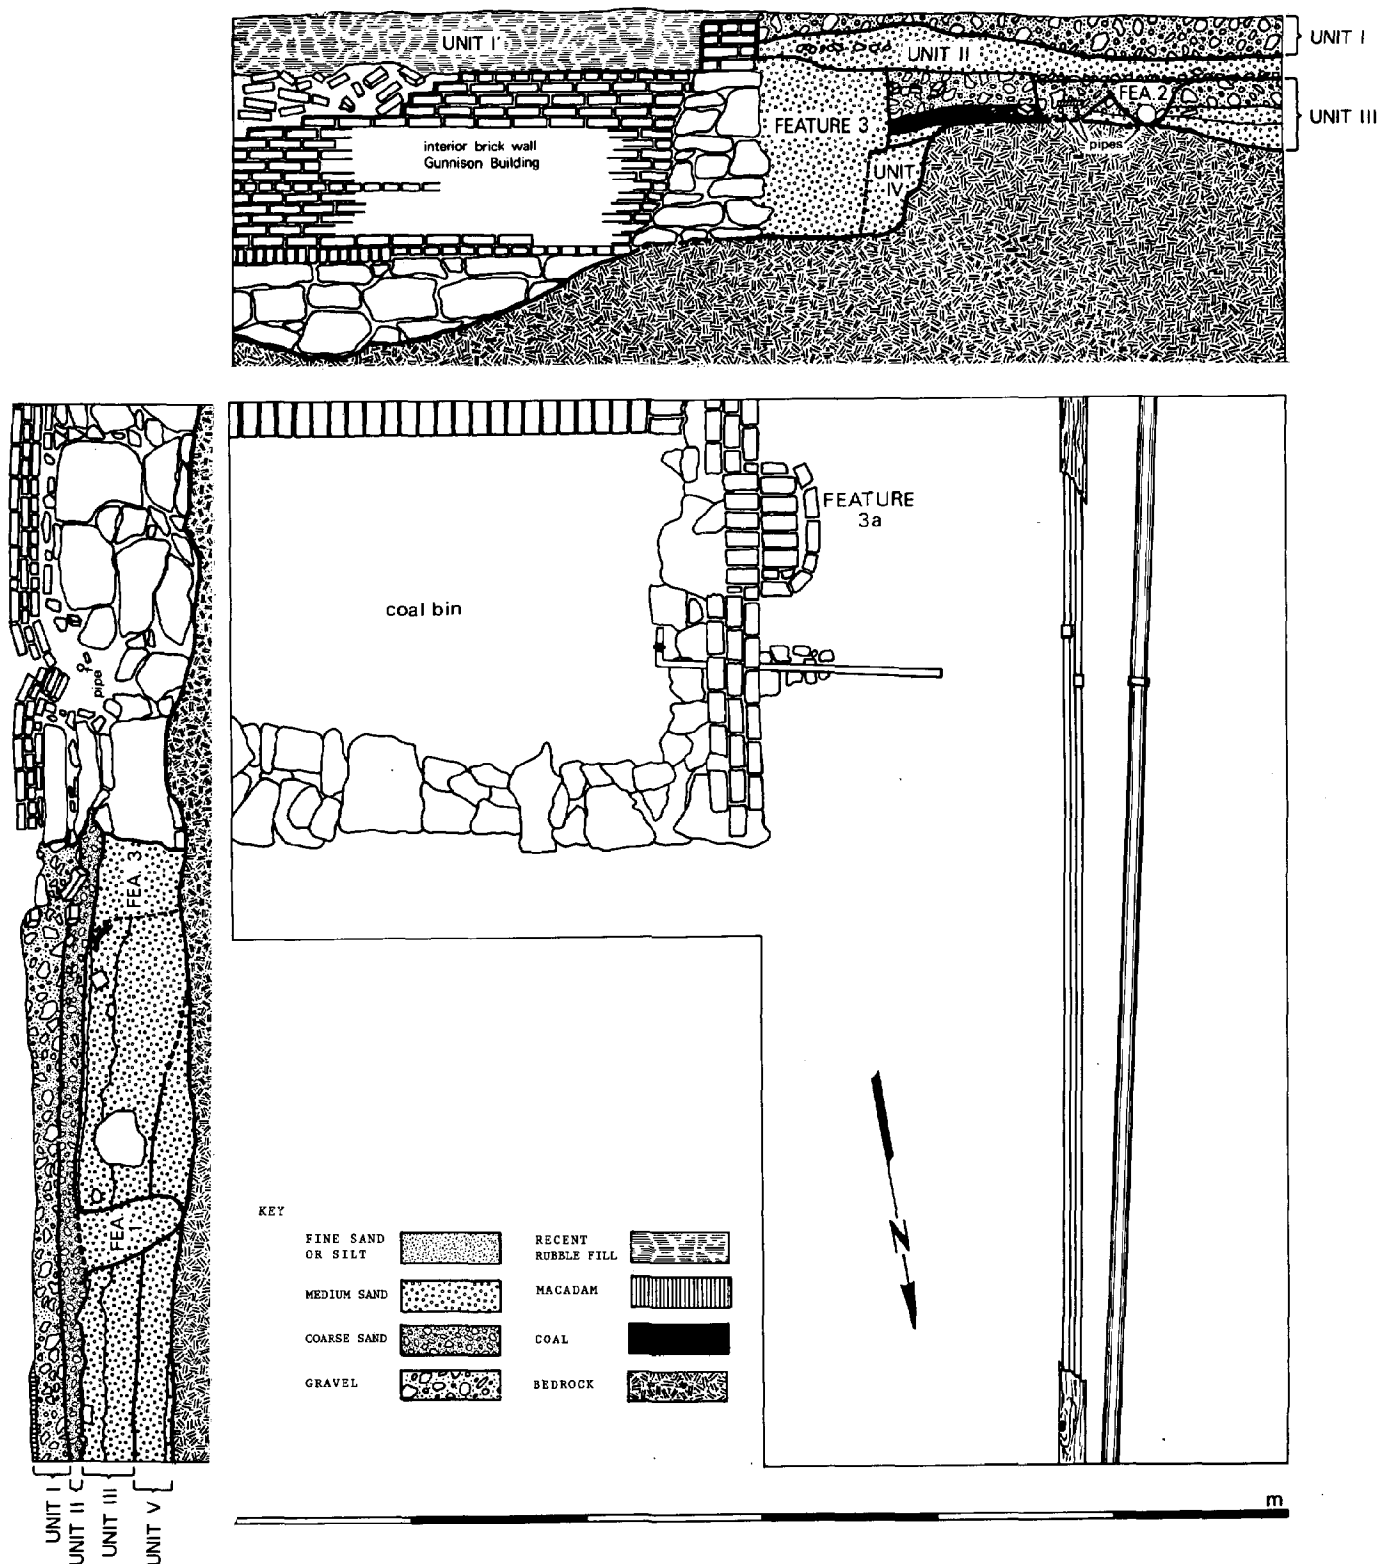 UNIT I'
UNIT II
UNIT I
interior brick wall
Gunnison Building
FEATURE 3
FEA. 2
UNIT III
pipes
UNIT
IV
FEATURE
3a
coal bin
pipe
FEA. 3
FEA.
1
N
KEY
FINE SAND
OR SILT
RECENT
RUBBLE FILL
MEDIUM SAND
MACADAM
COARSE SAND
COAL
GRAVEL
BEDROCK
UNIT I
UNIT II
UNIT III
UNIT V
m